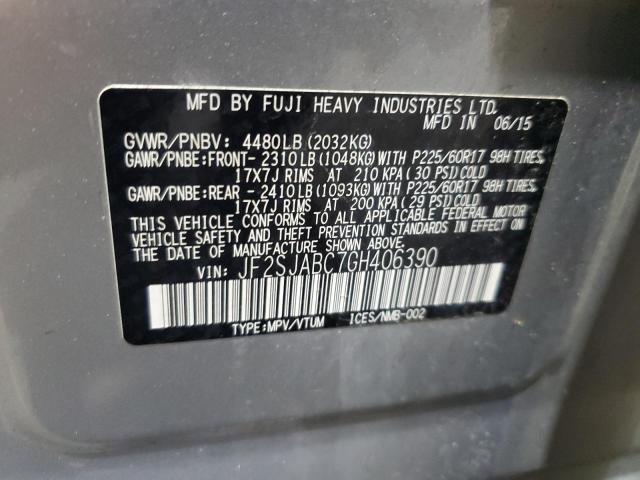 MFD BY FUJI HEAVY INDUSTRIES LTD.
MFD IN 06/15
GVWR/PNBV: 4480LB(2032KG)
GAWR/PNBE:FRONT- 2310LB(1048KG)WITH P225/60R17 98H TIRES,
17X7J RIMS AT 210 KPA(30 PSI)COLD
GAWR/PNBE:REAR - 2410LB(1093KG)WITH P225/60R17 98H TIRES,
17X7J RIMS AT 200 KPA(29 PSI)COLD
THIS VEHICLE CONFORMS TO ALL APPLICABLE FEDERAL MOTOR
VEHICLE SAFETY AND THEFT PREVENTION STANDARDS IN EFFECT ON
THE DATE OF MANUFACTURE SHOWN ABOVE.
VIN: JF2SJABC7GH406390
TYPE:MPV/VTUM ICES/NMB-002